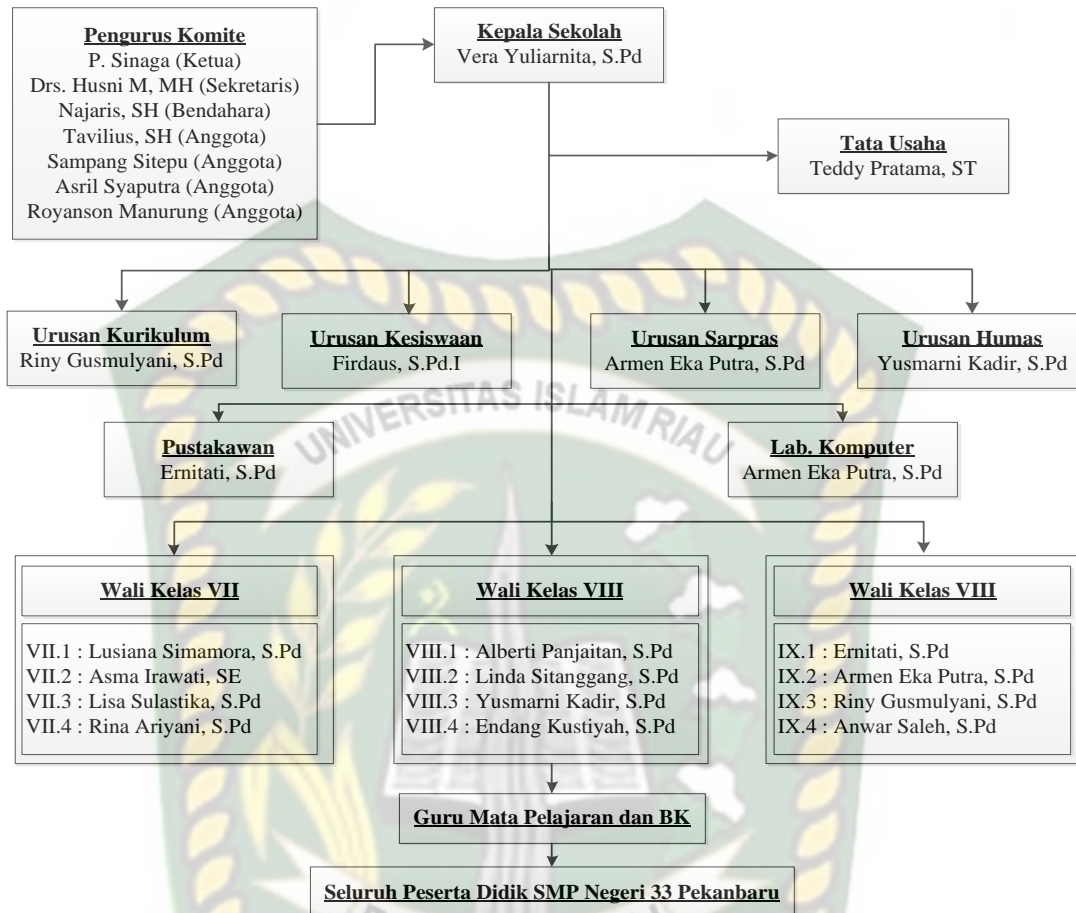 Pengurus Komite
P. Sinaga (Ketua)
Drs. Husni M, MH (Sekretaris)
Najaris, SH (Bendahara)
Tavilius, SH (Anggota)
Sampang Sitepu (Anggota)
Asril Syaputra (Anggota)
Royanson Manurung (Anggota)
Kepala Sekolah
Vera Yuliarnita, S.Pd
Tata Usaha
Teddy Pratama, ST
Urusan Kurikulum
Riny Gusmulyani, S.Pd
Urusan Kesiswaan
Firdaus, S.Pd.I
Urusan Sarpras
Armen Eka Putra, S.Pd
Urusan Humas
Yusmarni Kadir, S.Pd
UNIVERSITAS ISLAM RIAU
Pustakawan
Ernitati, S.Pd
Lab. Komputer
Armen Eka Putra, S.Pd
Wali Kelas VII
VII.1 : Lusiana Simamora, S.Pd
VII.2 : Asma Irawati, SE
VII.3 : Lisa Sulastika, S.Pd
VII.4 : Rina Ariyani, S.Pd
Wali Kelas VIII
VIII.1 : Alberti Panjaitan, S.Pd
VIII.2 : Linda Sitanggang, S.Pd
VIII.3 : Yusmarni Kadir, S.Pd
VIII.4 : Endang Kustiyah, S.Pd
Wali Kelas VIII
IX.1 : Ernitati, S.Pd
IX.2 : Armen Eka Putra, S.Pd
IX.3 : Riny Gusmulyani, S.Pd
IX.4 : Anwar Saleh, S.Pd
Guru Mata Pelajaran dan BK
Seluruh Peserta Didik SMP Negeri 33 Pekanbaru